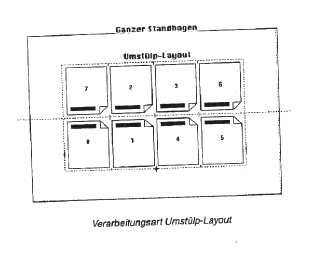 Ganzer Standbogen
Umstülp-Layout
7 2 3 6
8 1 4 5
Verarbeitungsart Umstülp-Layout